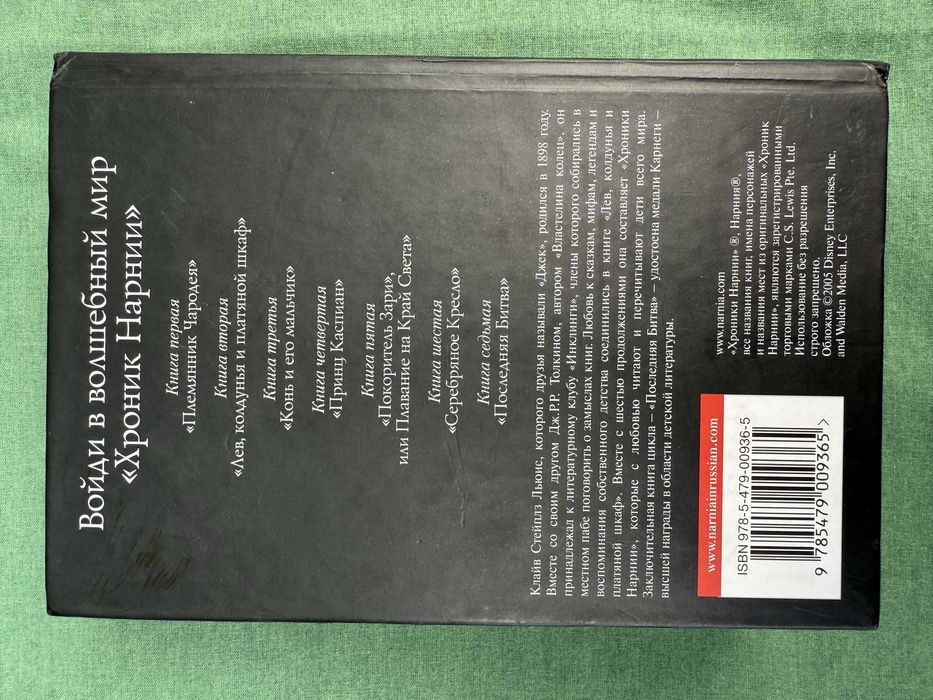 Войди в волшебный мир
«Хроник Нарнии»
Книга первая
«Племянник Чародея»
Книга вторая
«Лев, колдунья и платяной шкаф»
Книга третья
«Конь и его мальчик»
Книга четвертая
«Принц Каспиан»
Книга пятая
«Покоритель Зари»,
или Плавание на Край Света»
Книга шестая
«Серебряное Кресло»
Книга седьмая
«Последняя Битва»
Клайв Стейплз Льюис, которого друзья называли «Джек», родился в 1898 году.
Вместе со своим другом Дж.Р.Р. Толкином, автором «Властелина колец», он
принадлежал к литературному клубу «Инклинги», члены которого собирались в
местном пабе поговорить о замыслах книг. Любовь к сказкам, мифам, легендам и
воспоминания собственного детства соединились в книге «Лев, колдунья и
платяной шкаф». Вместе с шестью продолжениями она составляет «Хроники
Нарнии», которые с любовью читают и перечитывают дети всего мира.
Заключительная книга цикла – «Последняя Битва» – удостоена медали Карнеги –
высшей награды в области детской литературы.
www.narniainrussian.com
ISBN 978-5-479-00936-5
9 785479 009365 >
www.narnia.com
«Хроники Нарнии» ®, Нарния®,
все названия книг, имена персонажей
и названия мест из оригинальных «Хроник
Нарнии», являются зарегистрированными
торговыми марками C.S. Lewis Pte. Ltd.
Использование без разрешения
строго запрещено.
Обложка ©2005 Disney Enterprises, Inc.
and Walden Media, LLC